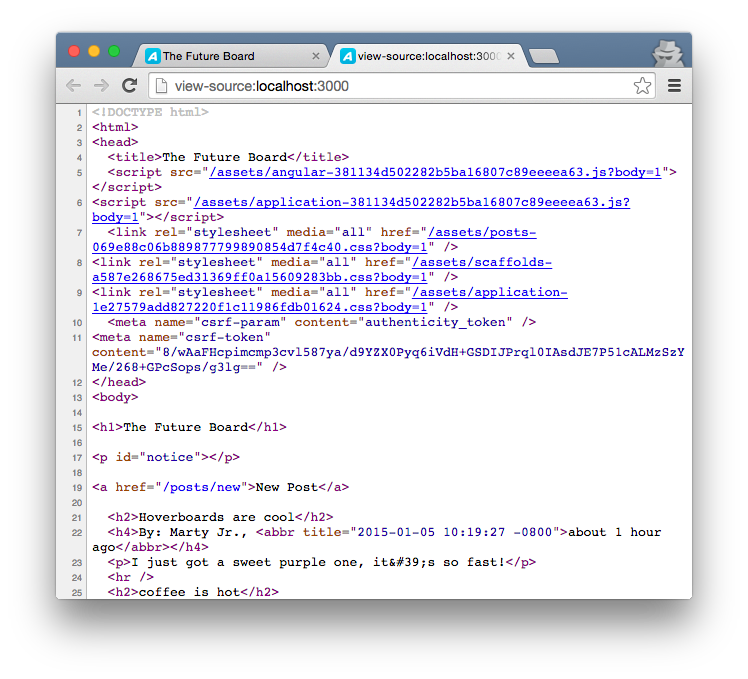 The Future Board
view-source:localhost:3000
view-source:localhost:3000
1 <!DOCTYPE html>
2 <html>
3 <head>
4   <title>The Future Board</title>
5   <script src="/assets/angular-381134d502282b5ba16807c89eeeea63.js?body=1">
</script>
6 <script src="/assets/application-381134d502282b5ba16807c89eeeea63.js?
body=1"></script>
7   <link rel="stylesheet" media="all" href="/assets/posts-
069e88c06b889877799890854d7f4c40.css?body=1" />
8 <link rel="stylesheet" media="all" href="/assets/scaffolds-
a587e268675ed31369ff0a15609283bb.css?body=1" />
9 <link rel="stylesheet" media="all" href="/assets/application-
1e27579add827220f1c11986fdb01624.css?body=1" />
10   <meta name="csrf-param" content="authenticity_token" />
11 <meta name="csrf-token"
content="8/wAaFHcpimcmp3cvl587ya/d9YZX0Pyq6iVdH+GSDIJPrql0IAsdJE7P51cALMzSzY
Me/268+GPcSops/g3lg==" />
12 </head>
13 <body>
14
15 <h1>The Future Board</h1>
16
17 <p id="notice"></p>
18
19 <a href="/posts/new">New Post</a>
20
21   <h2>Hoverboards are cool</h2>
22   <h4>By: Marty Jr., <abbr title="2015-01-05 10:19:27 -0800">about 1 hour
ago</abbr></h4>
23   <p>I just got a sweet purple one, it&#39;s so fast!</p>
24   <hr />
25   <h2>coffee is hot</h2>